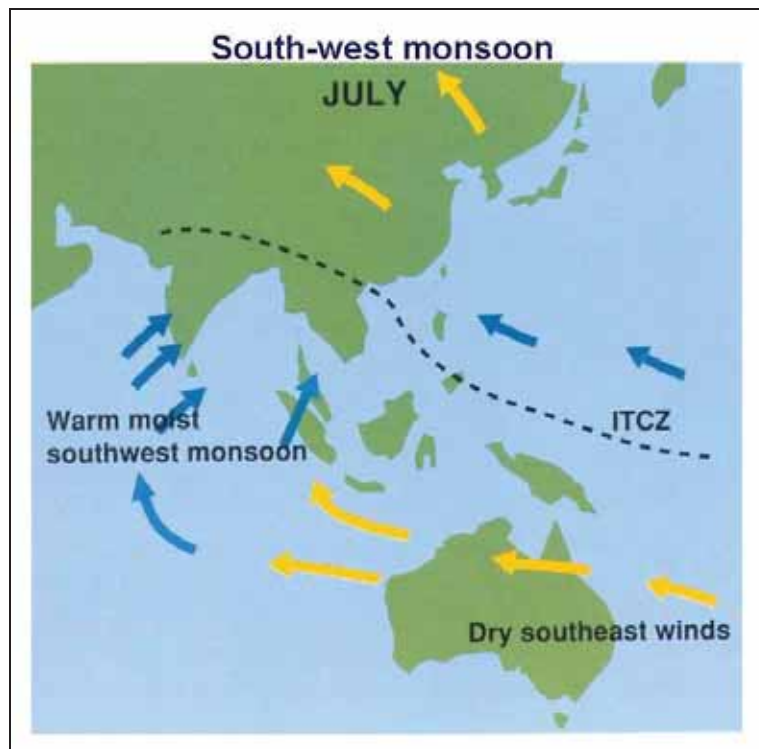 South-west monsoon
JULY
Warm moist
southwest monsoon
ITCZ
Dry southeast winds